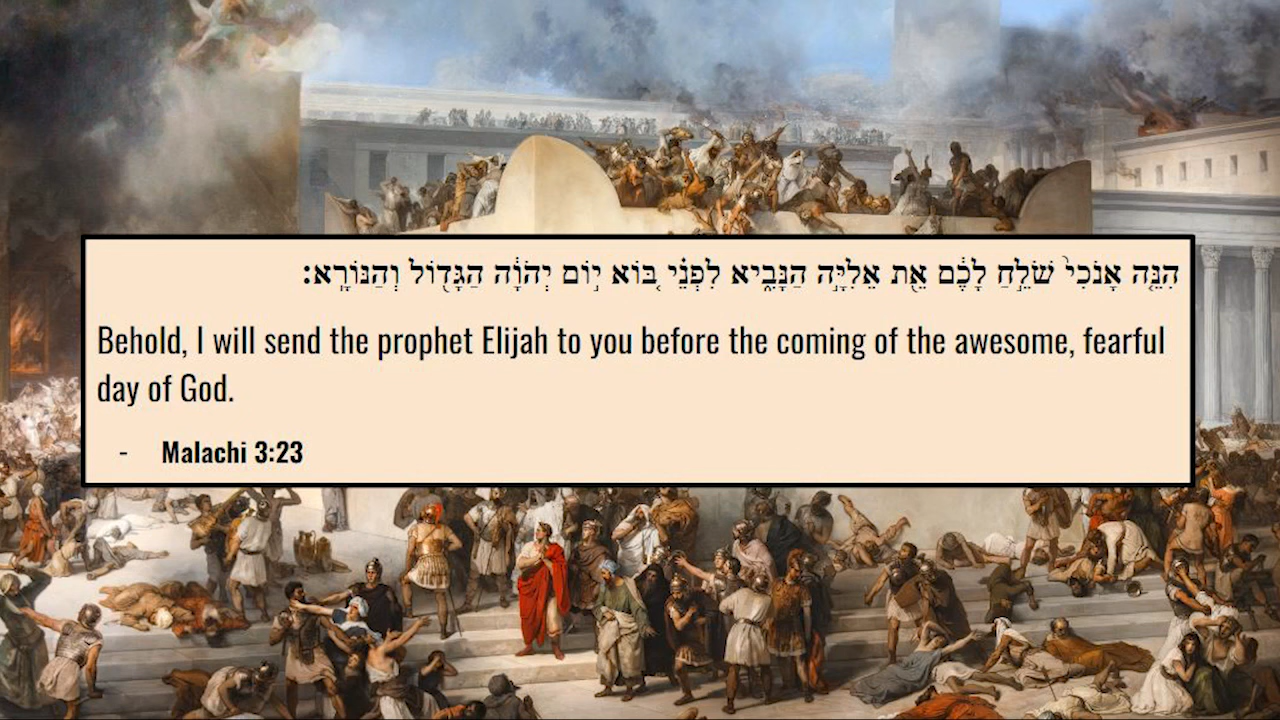 הִנֵּ֤ה אָֽנֹכִי֙ שֹׁלֵ֣חַ לָכֶ֔ם אֵ֖ת אֵלִיָּ֣ה הַנָּבִ֑יא לִפְנֵ֗י בּ֚וֹא י֣וֹם יְהֹוָ֔ה הַגָּד֖וֹל וְהַנּוֹרָֽא׃
Behold, I will send the prophet Elijah to you before the coming of the awesome, fearful
day of God.
- Malachi 3:23